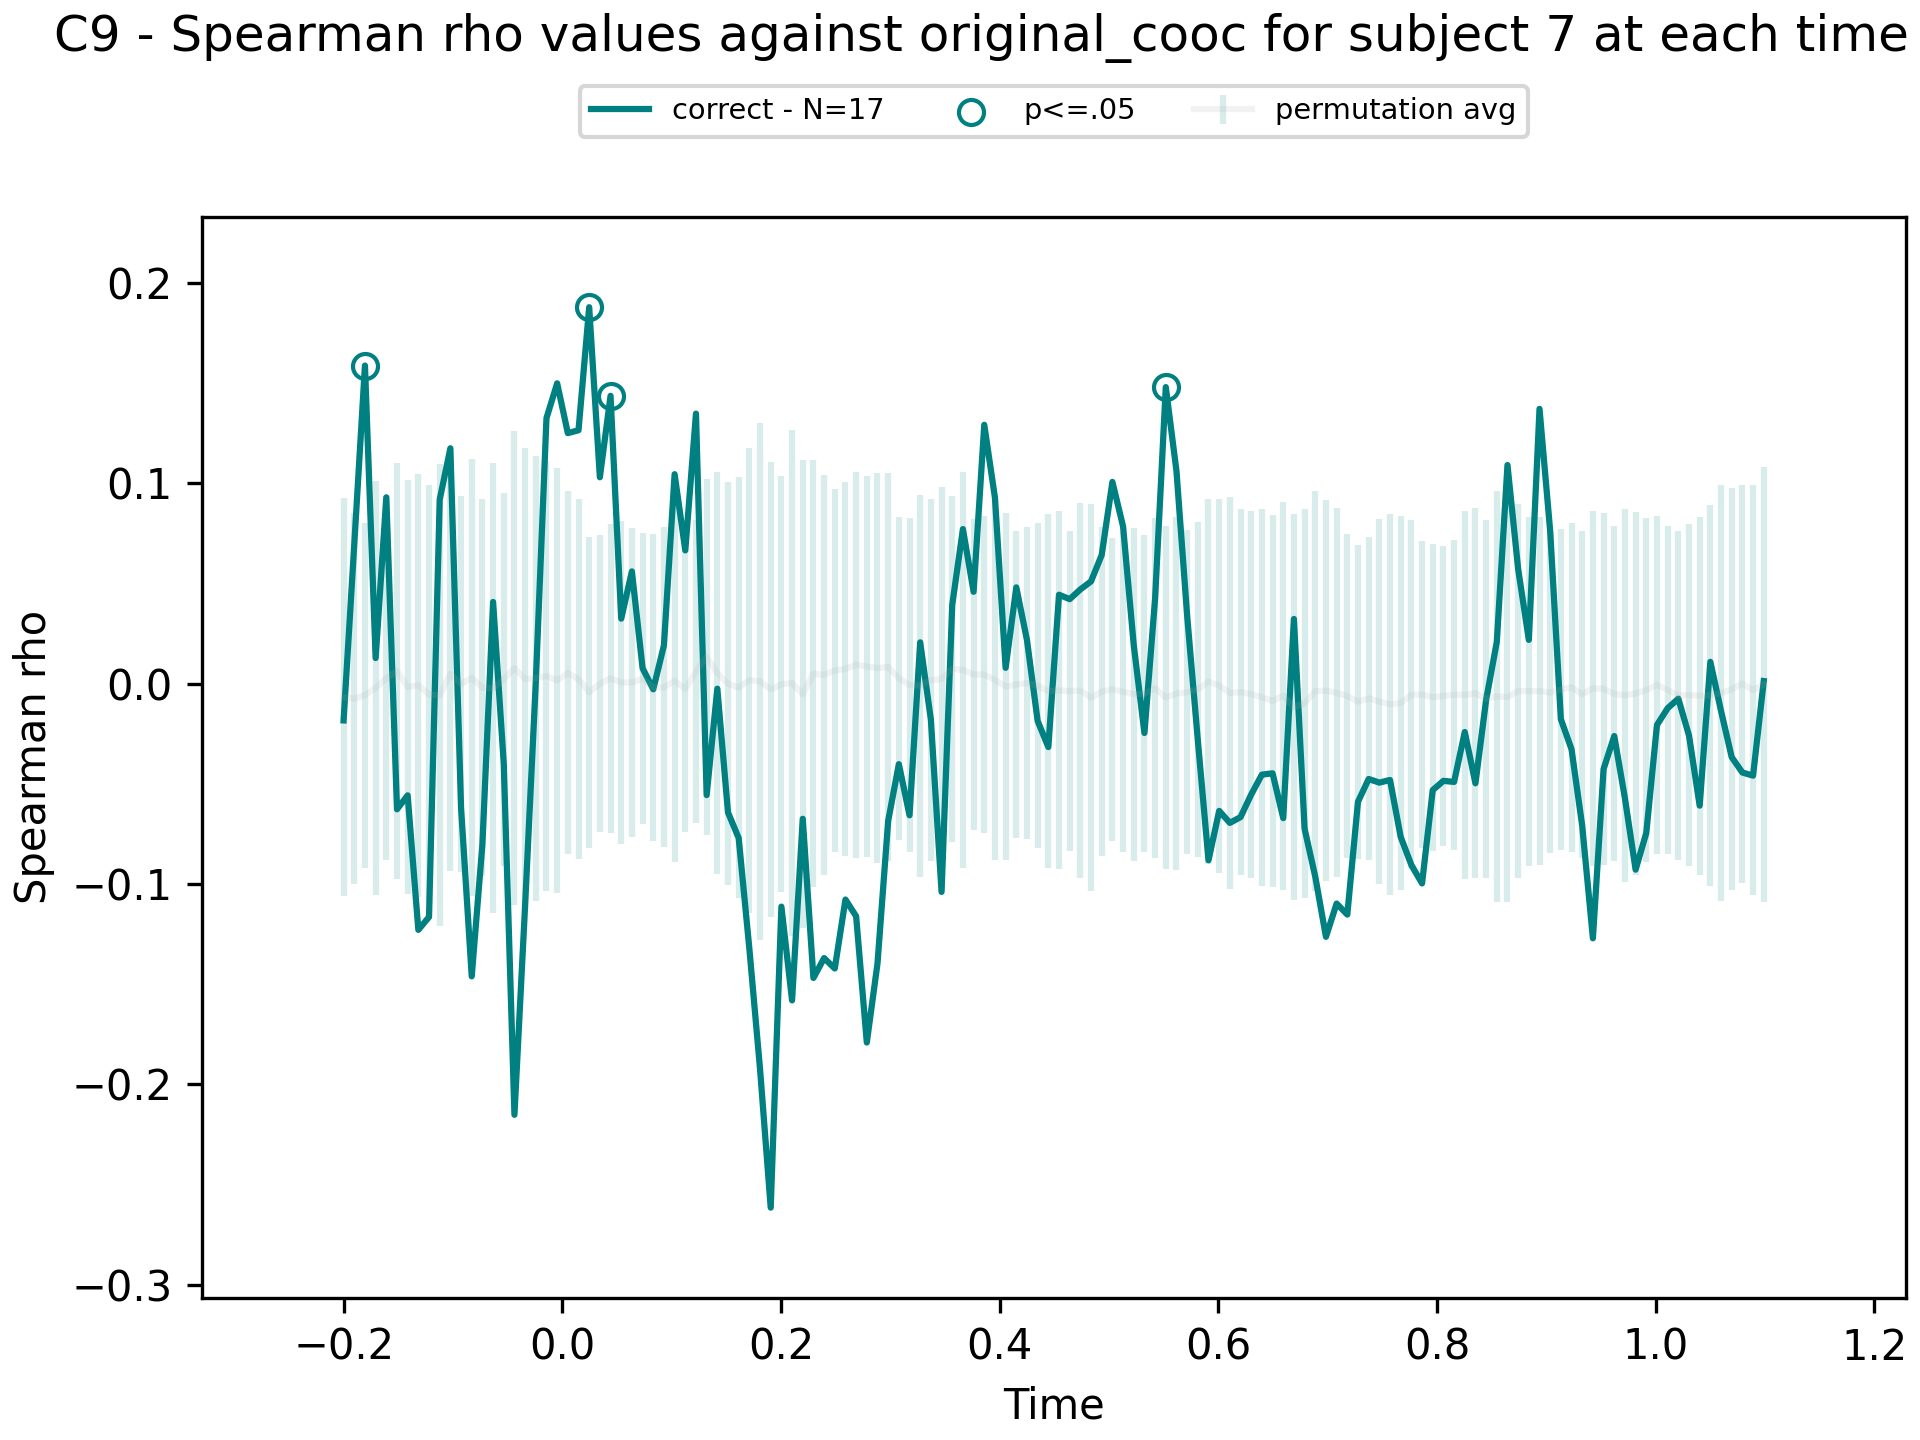 C9 - Spearman rho values against original_cooc for subject 7 at each time
correct - N=17
p<=.05
permutation avg
Spearman rho
0.2
0.1
0.0
−0.1
−0.2
−0.3
−0.2
0.0
0.2
0.4
0.6
0.8
1.0
1.2
Time